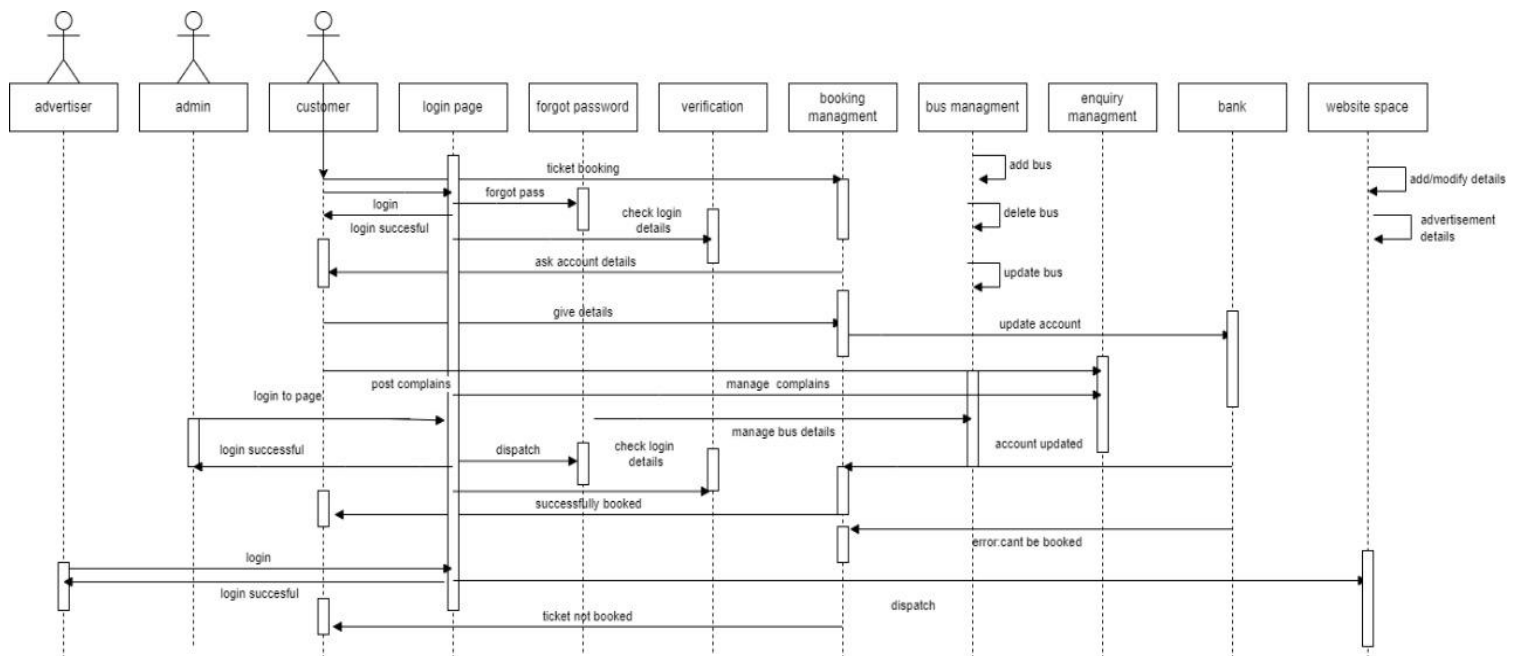 advertiser
admin
customer
login page
forgot password
verification
booking
managment
bus managment
enquiry
managment
bank
website space
ticket booking
add bus
add/modify details
forgot pass
login
check login
details
delete bus
advertisement
details
login succesful
ask account details
update bus
give details
update account
post complains
manage complains
login to page
manage bus details
login successful
dispatch
check login
details
account updated
successfully booked
error:cant be booked
login
login succesful
dispatch
ticket not booked